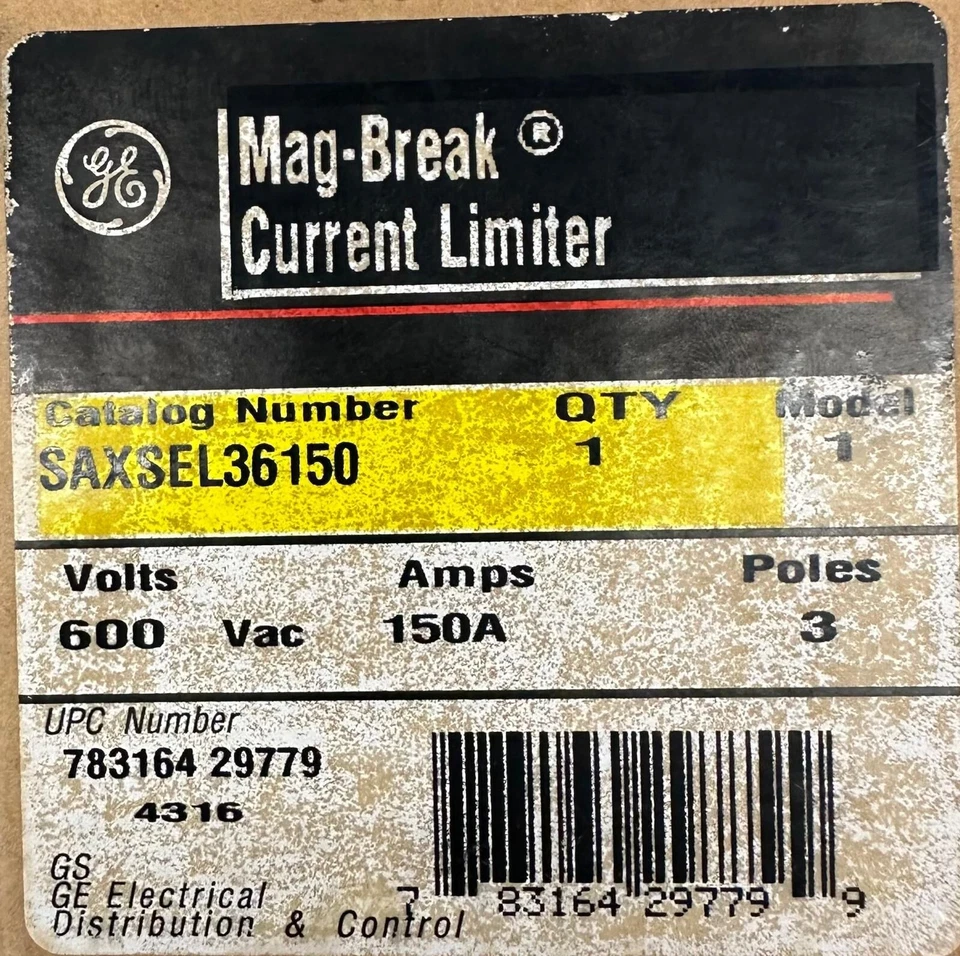 GE
Mag-Break ®
Current Limiter
Catalog Number QTY Model
SAXSEL36150 1 1
Volts Amps Poles
600 Vac 150A 3
UPC Number
783164 29779
4316
GS
GE Electrical
Distribution & Control
7 83164 29779 9